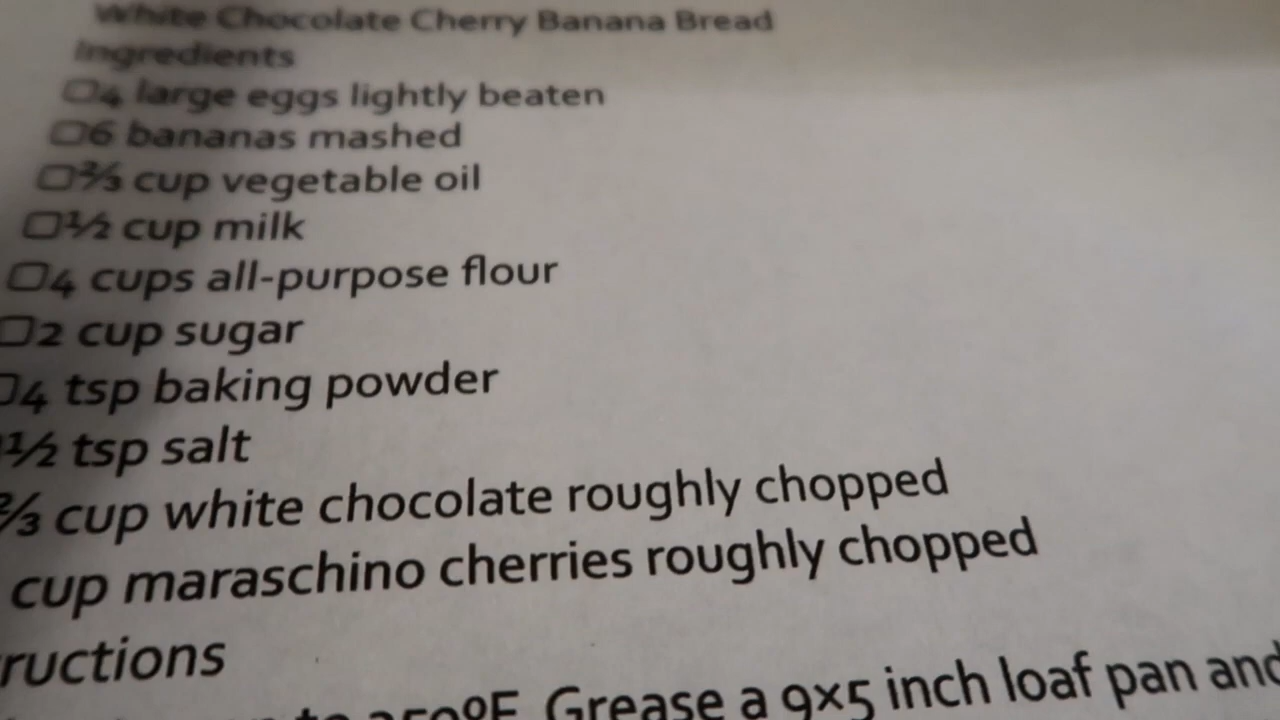 White Chocolate Cherry Banana Bread
Ingredients
□4 large eggs lightly beaten
□6 bananas mashed
□⅔ cup vegetable oil
□½ cup milk
□4 cups all-purpose flour
□2 cup sugar
□4 tsp baking powder
½ tsp salt
⅔ cup white chocolate roughly chopped
cup maraschino cherries roughly chopped
ructions
to 350ºF. Grease a 9×5 inch loaf pan and